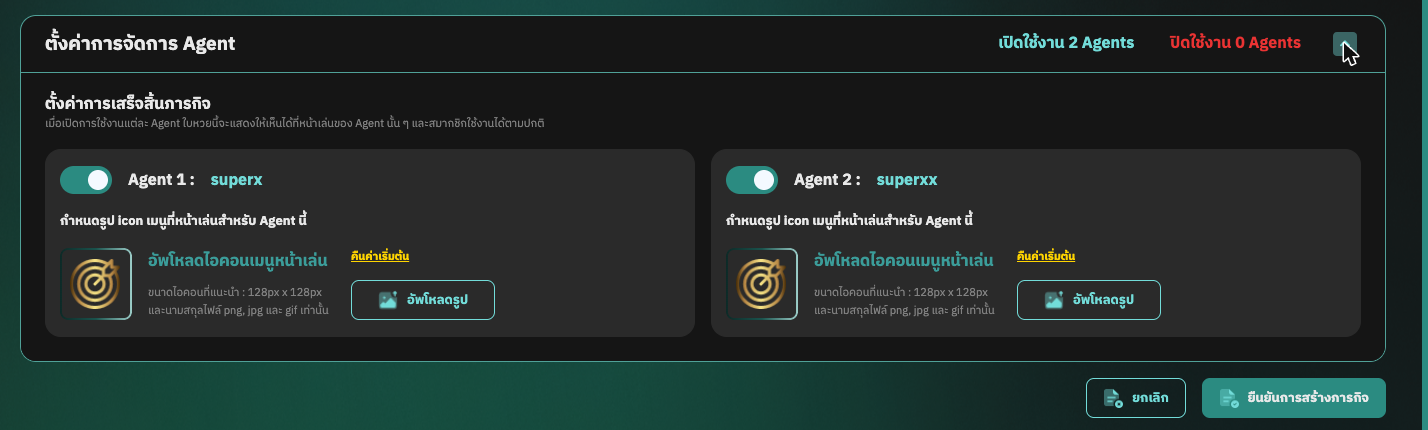 ตั้งค่าการจัดการ Agent
เปิดใช้งาน 2 Agents
ปิดใช้งาน 0 Agents
ตั้งค่าการเสร็จสิ้นภารกิจ
เมื่อเปิดการใช้งานแต่ละ Agent ใบหวยนี้จะแสดงให้เห็นได้ที่หน้าเล่นของ Agent นั้น ๆ และสมาชิกใช้งานได้ตามปกติ
Agent 1 : superx
กำหนดรูป icon เมนูที่หน้าเล่นสำหรับ Agent นี้
อัพโหลดไอคอนเมนูหน้าเล่น
ขนาดไอคอนที่แนะนำ : 128px x 128px
และนามสกุลไฟล์ png, jpg และ gif เท่านั้น
คืนค่าเริ่มต้น
อัพโหลดรูป
Agent 2 : superxx
กำหนดรูป icon เมนูที่หน้าเล่นสำหรับ Agent นี้
อัพโหลดไอคอนเมนูหน้าเล่น
ขนาดไอคอนที่แนะนำ : 128px x 128px
และนามสกุลไฟล์ png, jpg และ gif เท่านั้น
คืนค่าเริ่มต้น
อัพโหลดรูป
ยกเลิก
ยืนยันการสร้างภารกิจ